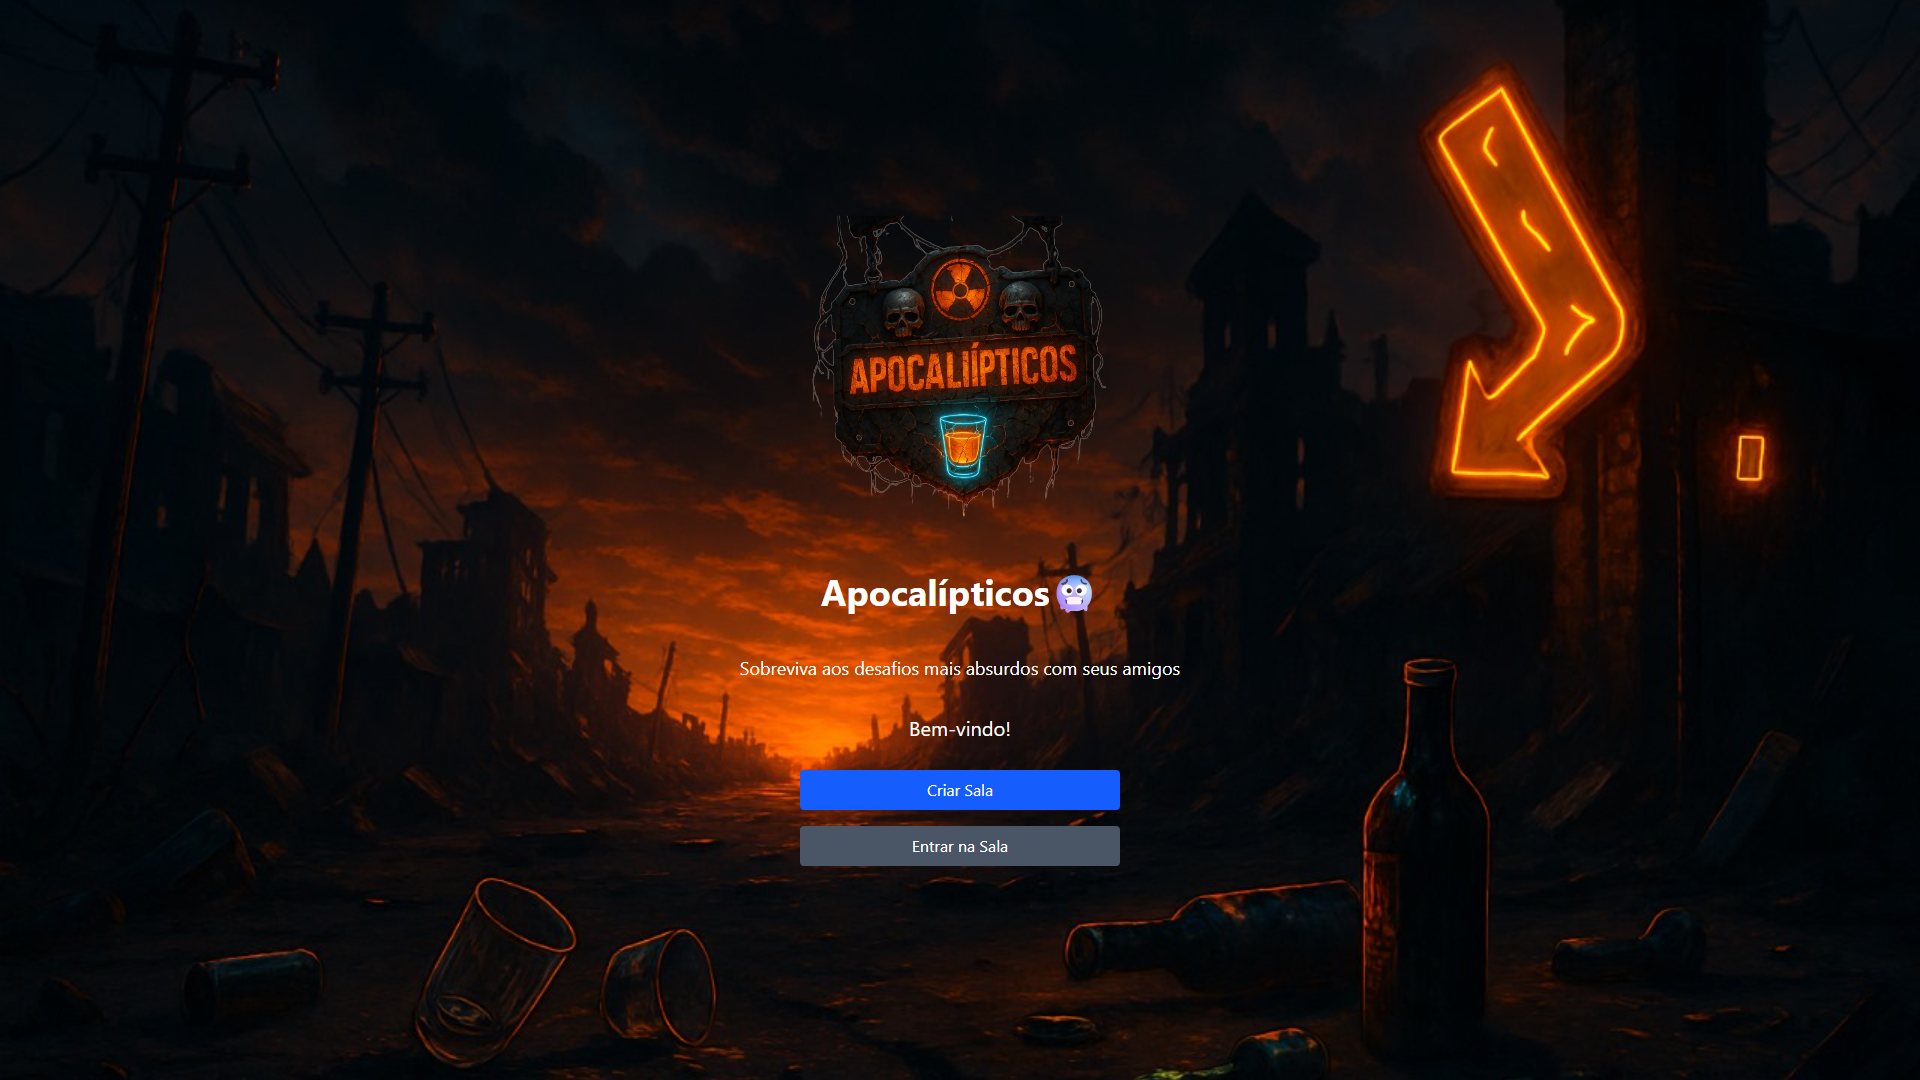 APOCALIÍPTICOS
Apocalípticos🥶
Sobreviva aos desafios mais absurdos com seus amigos
Bem-vindo!
Criar Sala
Entrar na Sala